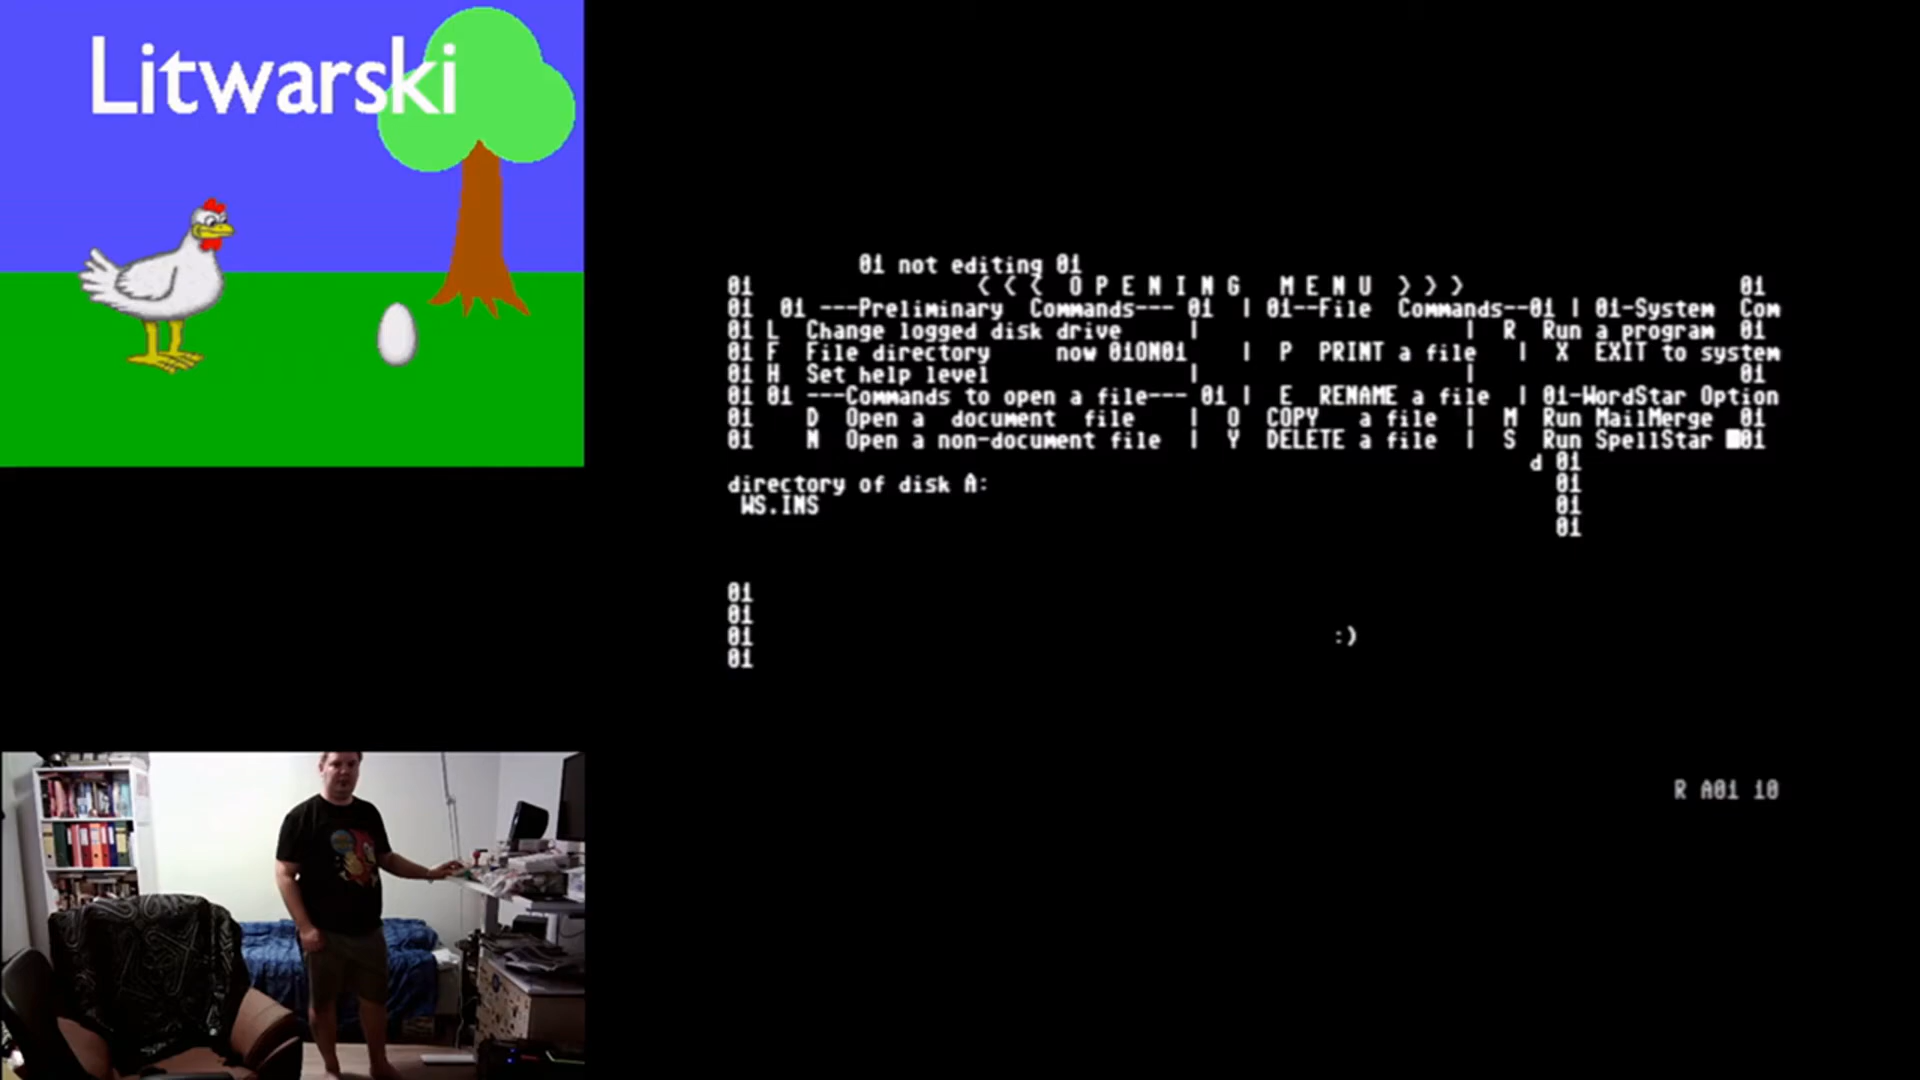 Litwarski
01 not editing 01
01 < < < O P E N I N G M E N U > > > 01
01 01 ---Preliminary Commands--- 01 | 01--File Commands--01 | 01-System Com
01 L Change logged disk drive | | R Run a program 01
01 F File directory now 01ON01 | P PRINT a file | X EXIT to system
01 H Set help level | | 01
01 01 ---Commands to open a file--- 01 | E RENAME a file | 01-WordStar Option
01 D Open a document file | O COPY a file | M Run MailMerge 01
01 N Open a non-document file | Y DELETE a file | S Run SpellStar ■01
d 01
directory of disk A: 01
WS.INS 01
01
01
01
01 :)
01
R A01 10